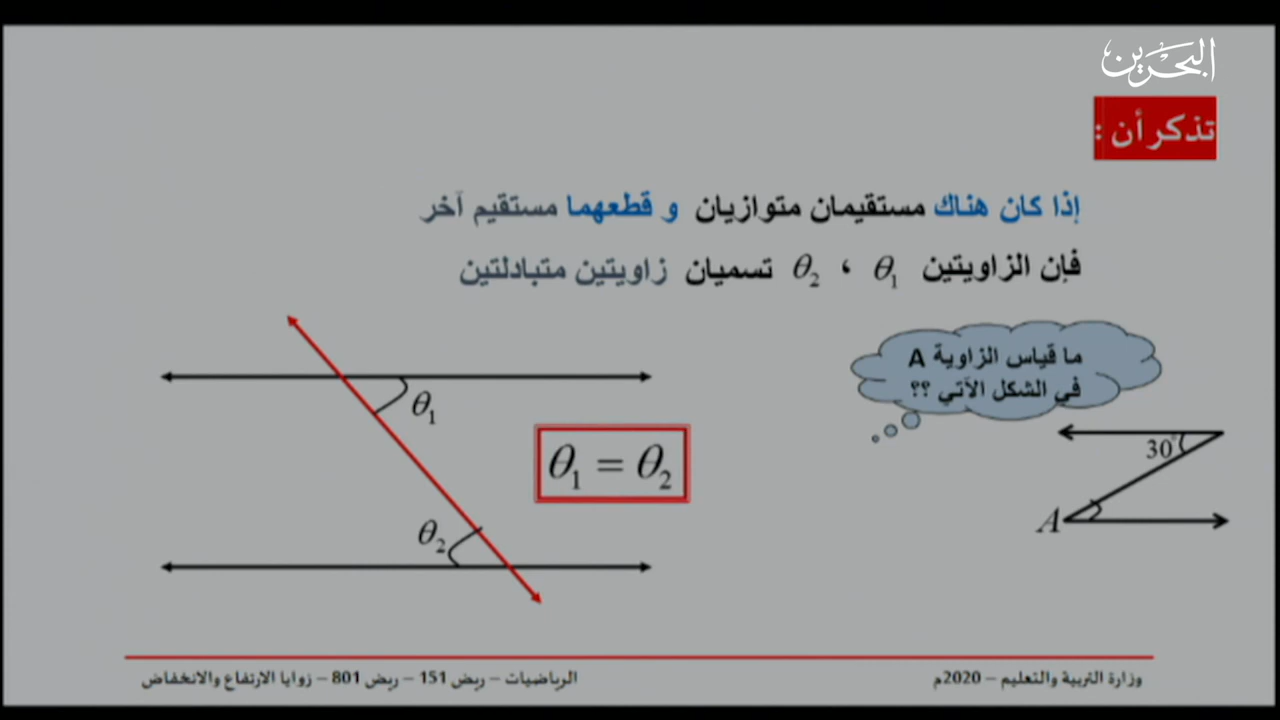 البحرين
تذكر أن :
إذا كان هناك مستقيمان متوازيان و قطعهما مستقيم آخر
فإن الزاويتين θ₁ ، θ₂ تسميان زاويتين متبادلتين
ما قياس الزاوية A
في الشكل الآتي ؟؟
θ₁
30°
θ₁ = θ₂
A
θ₂
وزارة التربية والتعليم – 2020م
الرياضيات – ريض 151 – ريض 801 – زوايا الارتفاع والانخفاض